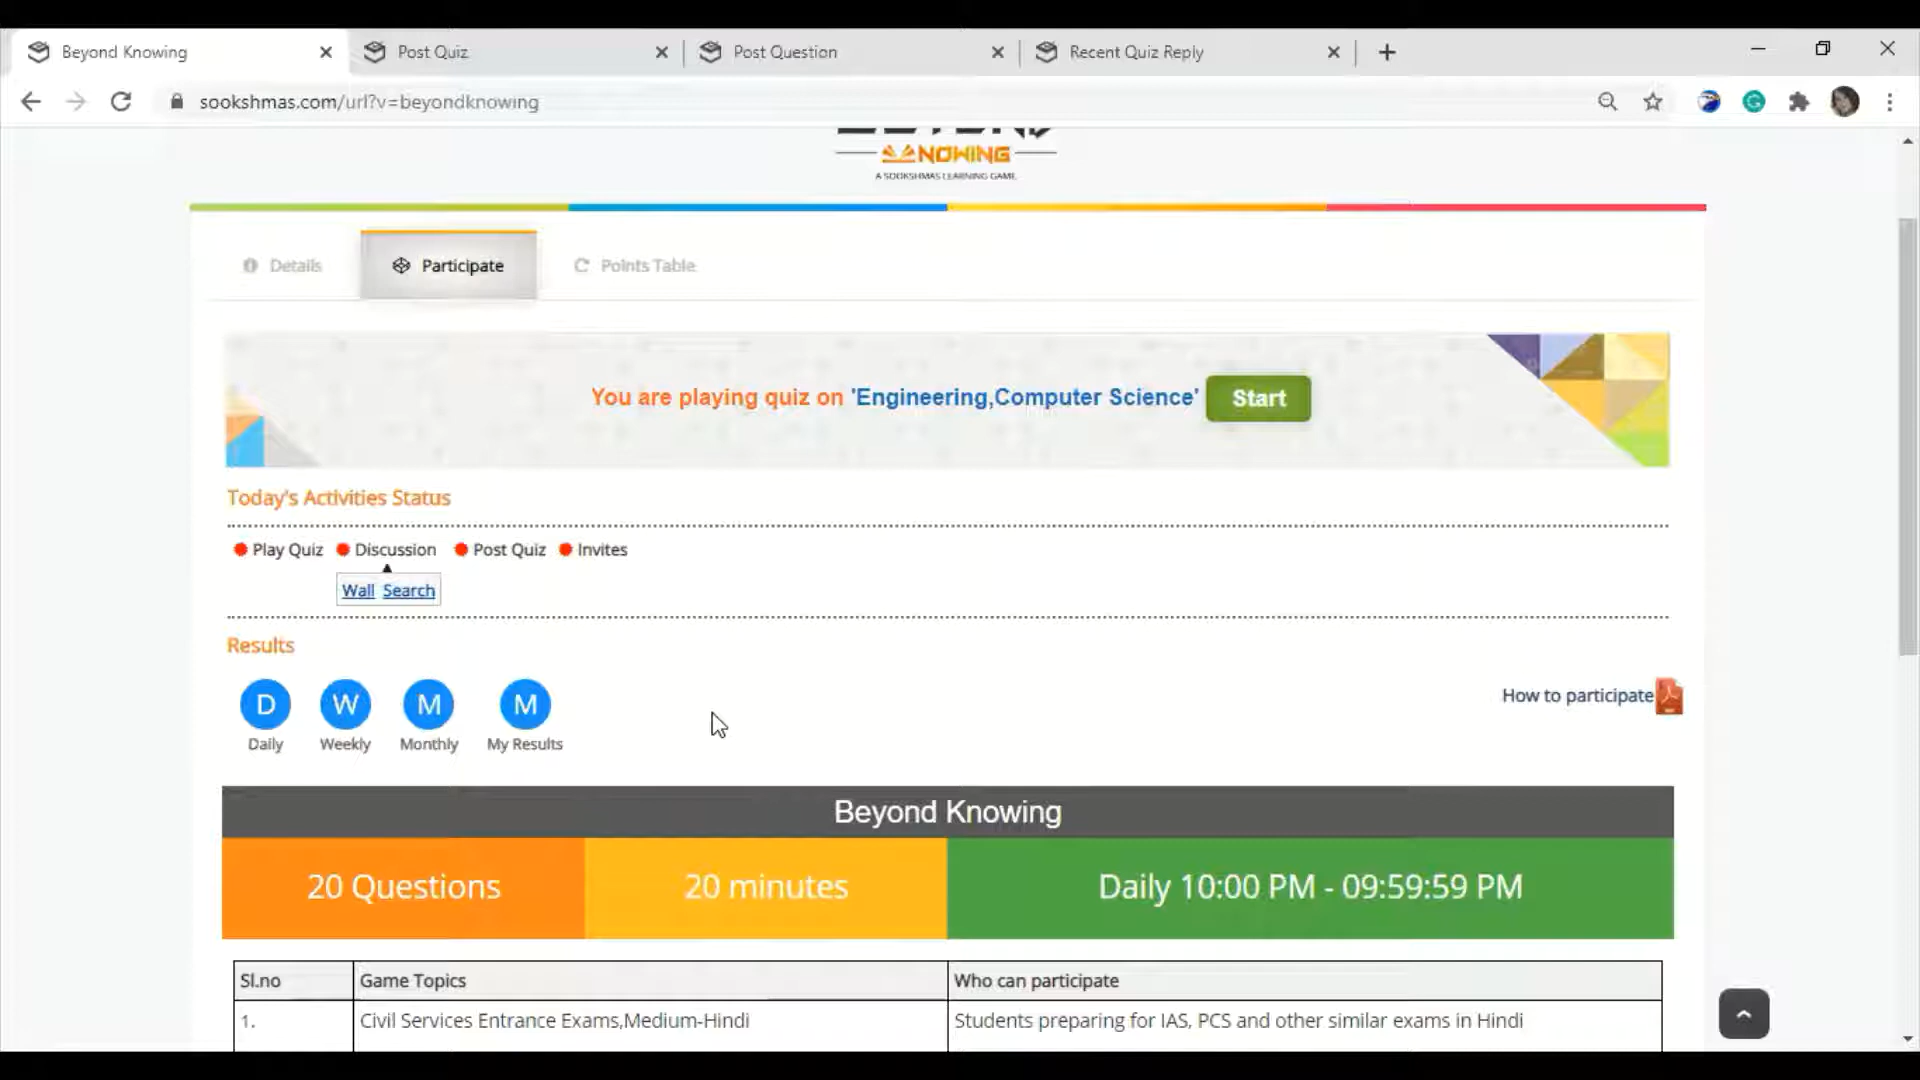 Beyond Knowing
Post Quiz
Post Question
Recent Quiz Reply
sookshmas.com/url?v=beyondknowing
NOWING
A SOOKSHMAS LEARNING GAME
Details
Participate
Points Table
You are playing quiz on 'Engineering,Computer Science' Start
Today's Activities Status
Play Quiz Discussion Post Quiz Invites
Wall Search
Results
D W M M
Daily Weekly Monthly My Results
How to participate
Beyond Knowing
20 Questions
20 minutes
Daily 10:00 PM - 09:59:59 PM
Sl.no Game Topics Who can participate
1. Civil Services Entrance Exams,Medium-Hindi Students preparing for IAS, PCS and other similar exams in Hindi